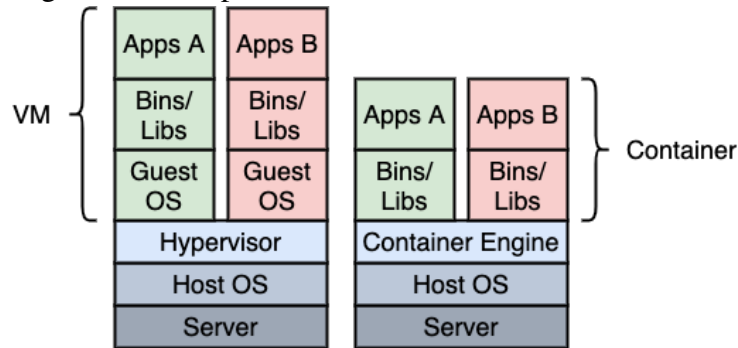 VM
Apps A
Bins/
Libs
Guest
OS
Apps B
Bins/
Libs
Guest
OS
Hypervisor
Host OS
Server
Apps A
Bins/
Libs
Apps B
Bins/
Libs
Container Engine
Host OS
Server
Container